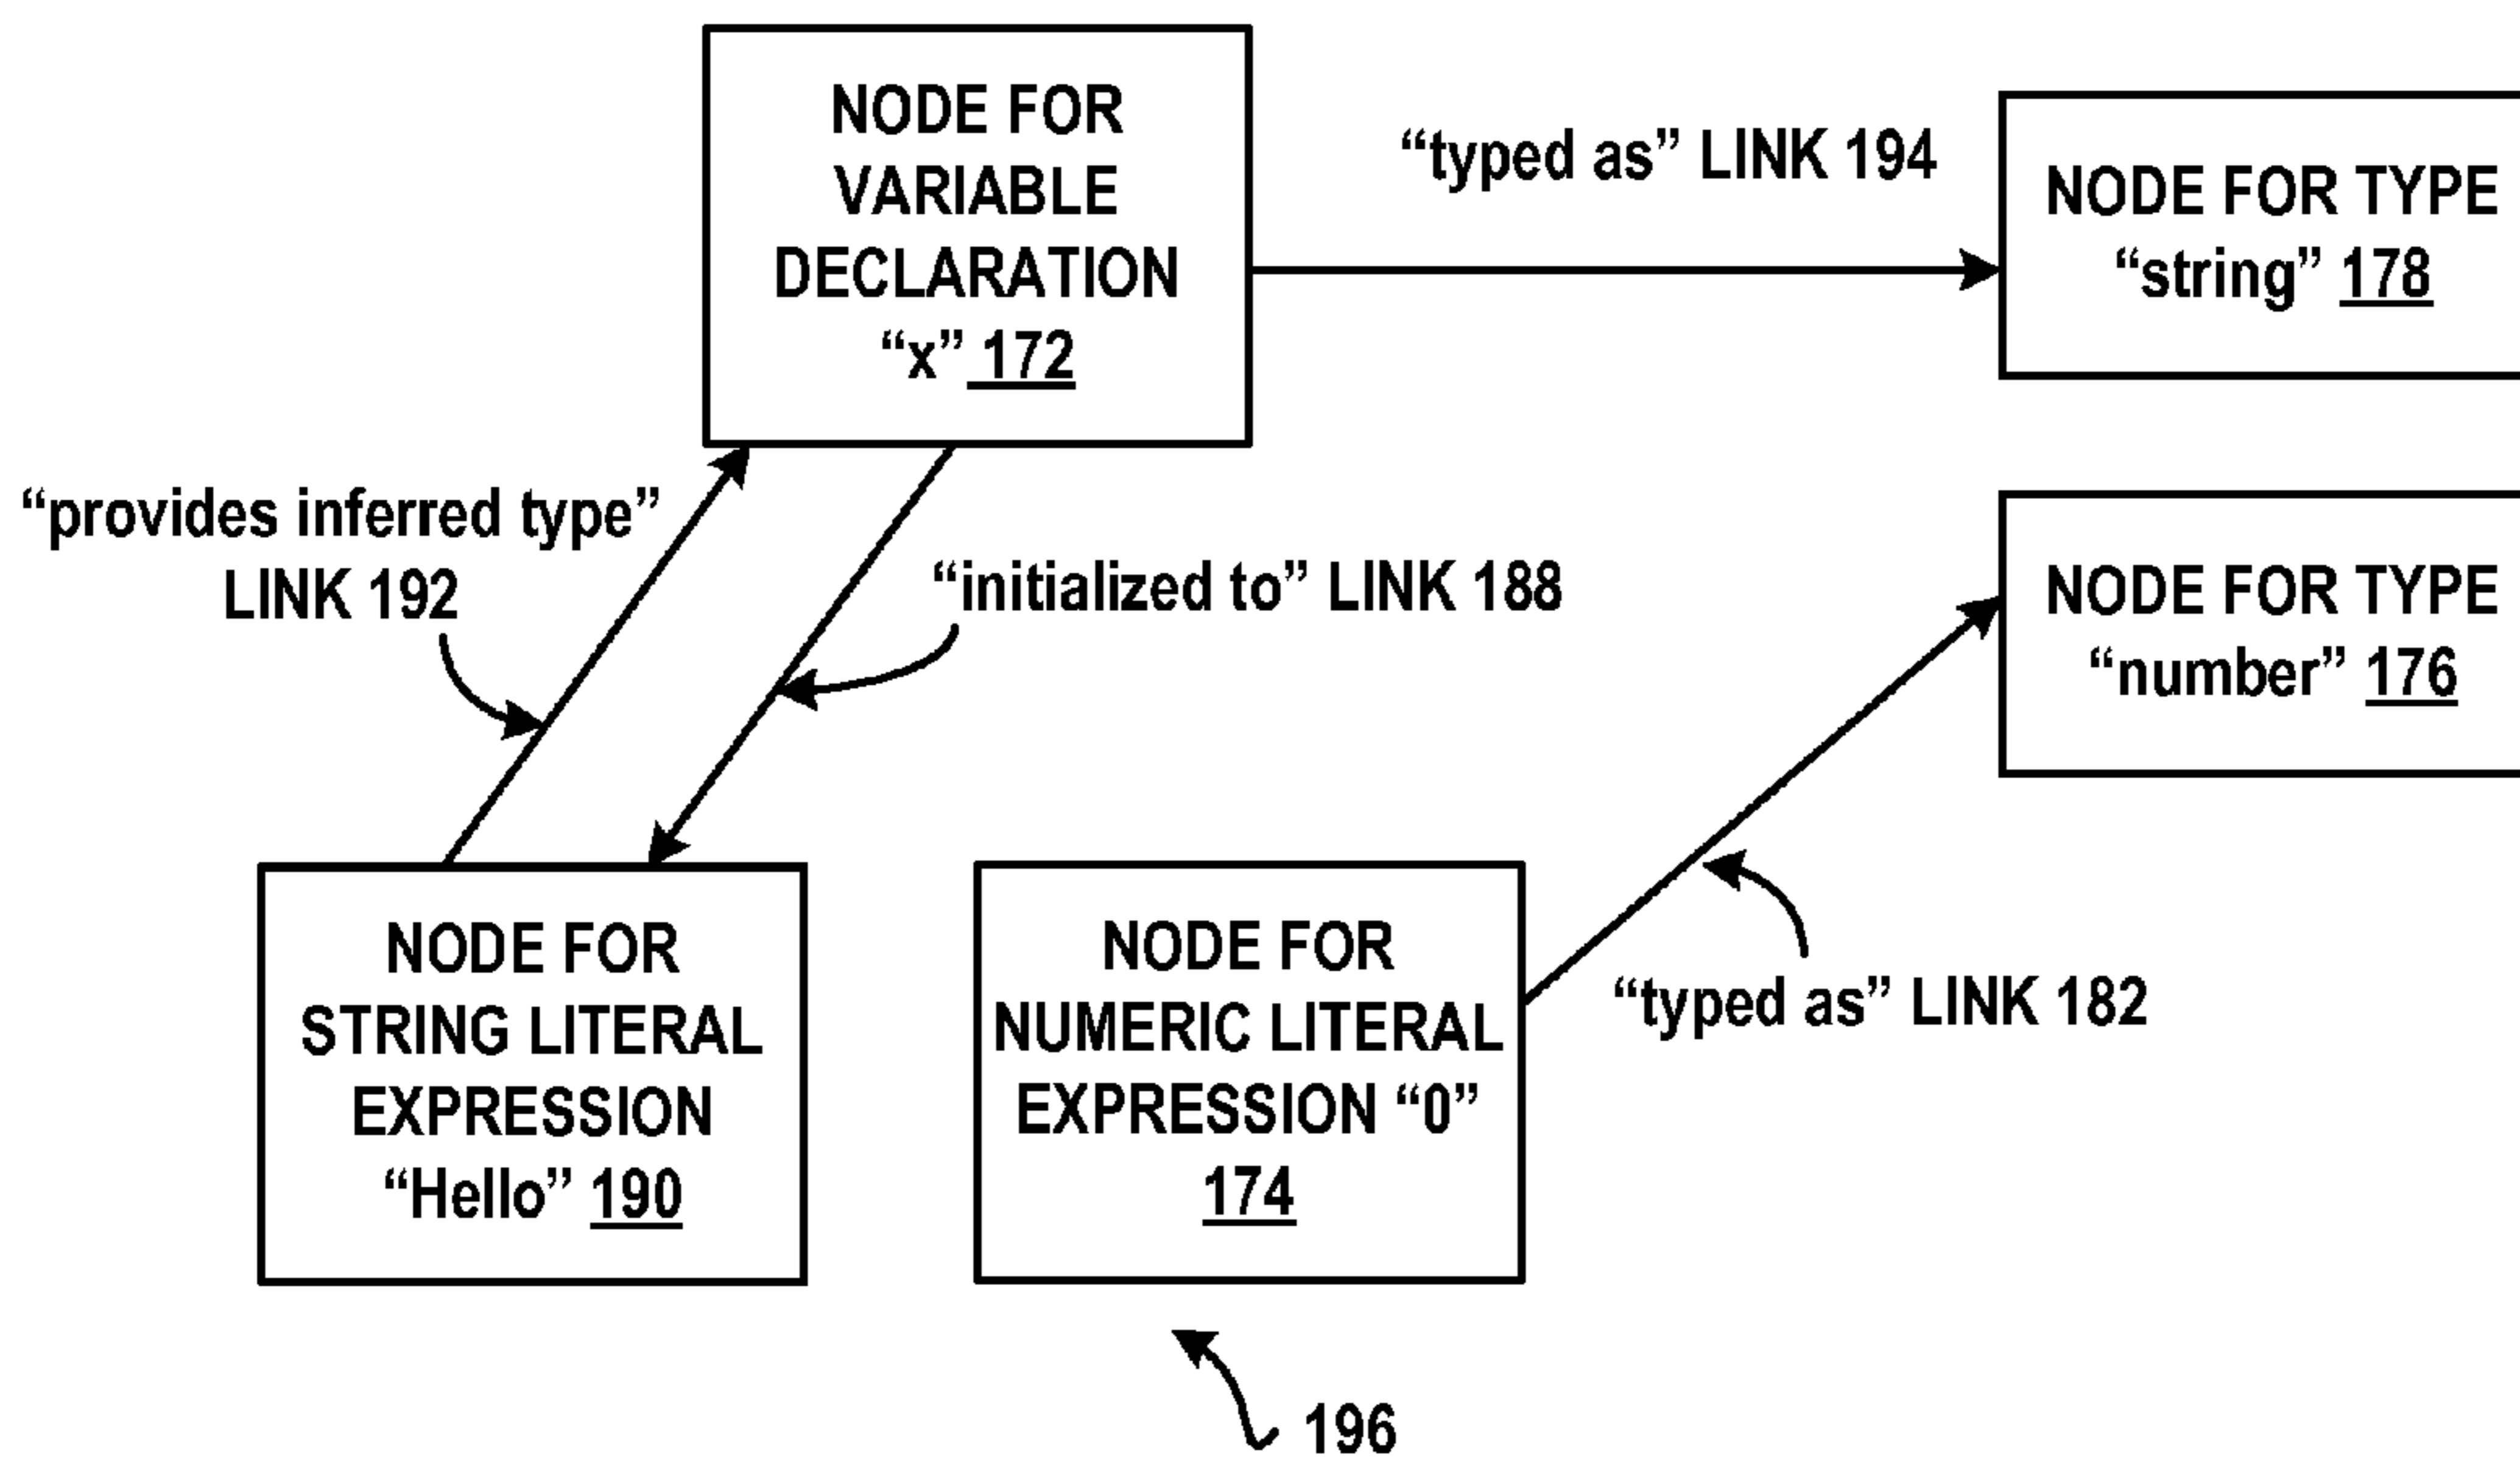 NODE FOR
VARIABLE
DECLARATION
“x” 172
“typed as” LINK 194
NODE FOR TYPE
“string” 178
“provides inferred type”
LINK 192
“initialized to” LINK 188
NODE FOR TYPE
“number” 176
NODE FOR
STRING LITERAL
EXPRESSION
“Hello” 190
NODE FOR
NUMERIC LITERAL
EXPRESSION “0”
174
“typed as” LINK 182
196